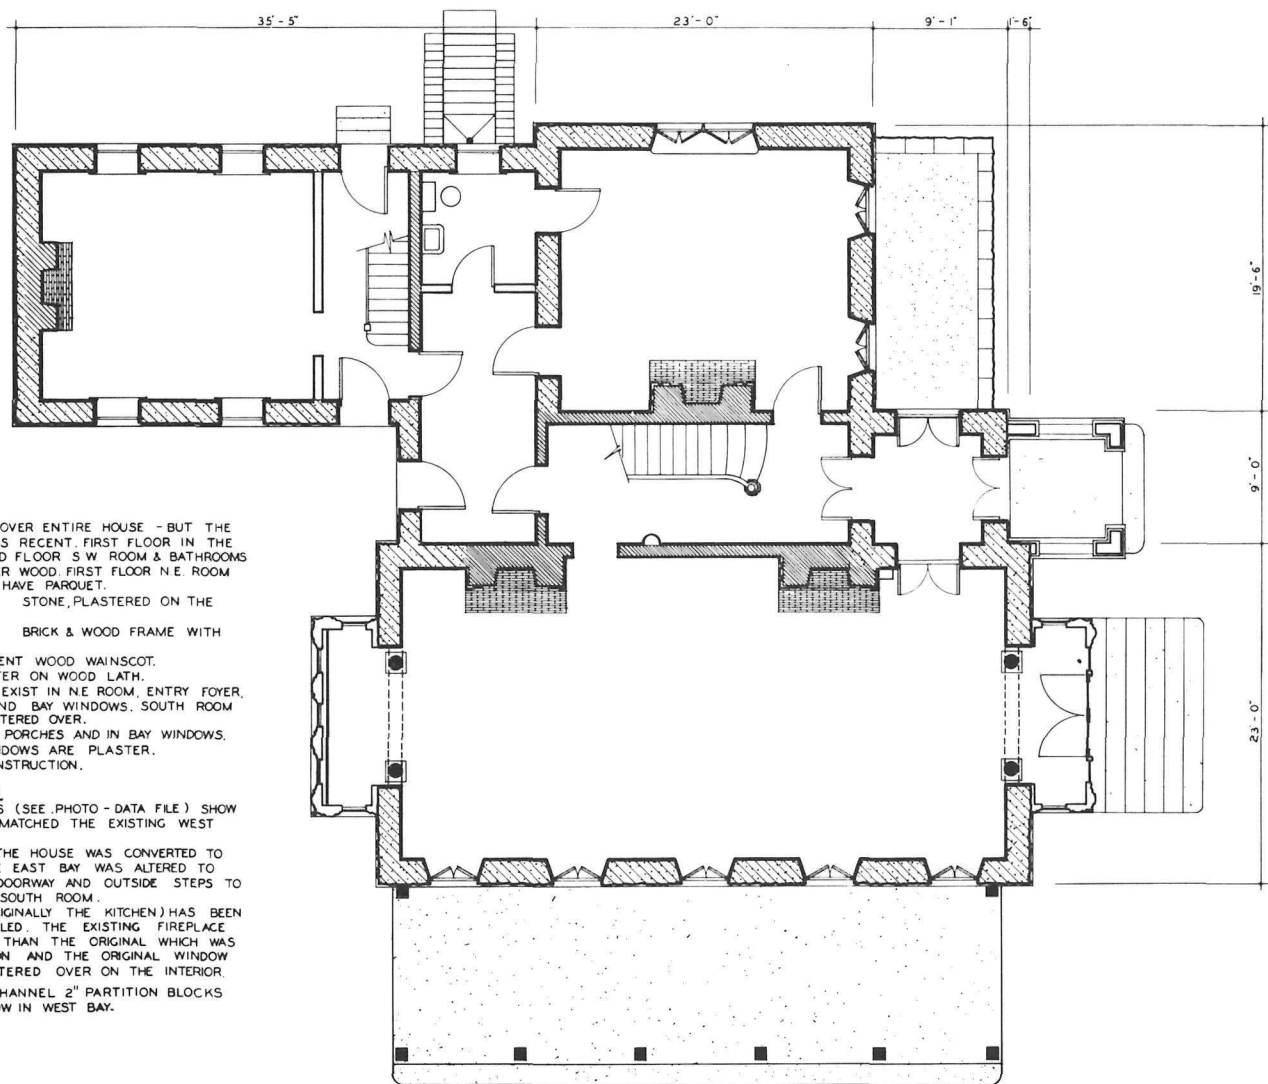 35'-5"
23'-0"
9'-1"
1'-6"
19'-6"
9'-0"
23'-0"
OVER ENTIRE HOUSE - BUT THE
S RECENT. FIRST FLOOR IN THE
D FLOOR S W ROOM & BATHROOMS
R WOOD. FIRST FLOOR N.E. ROOM
HAVE PARQUET.
STONE, PLASTERED ON THE
BRICK & WOOD FRAME WITH
ENT WOOD WAINSCOT.
TER ON WOOD LATH.
EXIST IN NE ROOM, ENTRY FOYER,
ND BAY WINDOWS. SOUTH ROOM
TERED OVER.
PORCHES AND IN BAY WINDOWS.
NDOWS ARE PLASTER.
NSTRUCTION.
S (SEE PHOTO - DATA FILE) SHOW
MATCHED THE EXISTING WEST
THE HOUSE WAS CONVERTED TO
E EAST BAY WAS ALTERED TO
DOORWAY AND OUTSIDE STEPS TO
SOUTH ROOM.
IGINALLY THE KITCHEN) HAS BEEN
LED. THE EXISTING FIREPLACE
THAN THE ORIGINAL WHICH WAS
ON AND THE ORIGINAL WINDOW
TERED OVER ON THE INTERIOR.
HANNEL 2" PARTITION BLOCKS
OW IN WEST BAY.